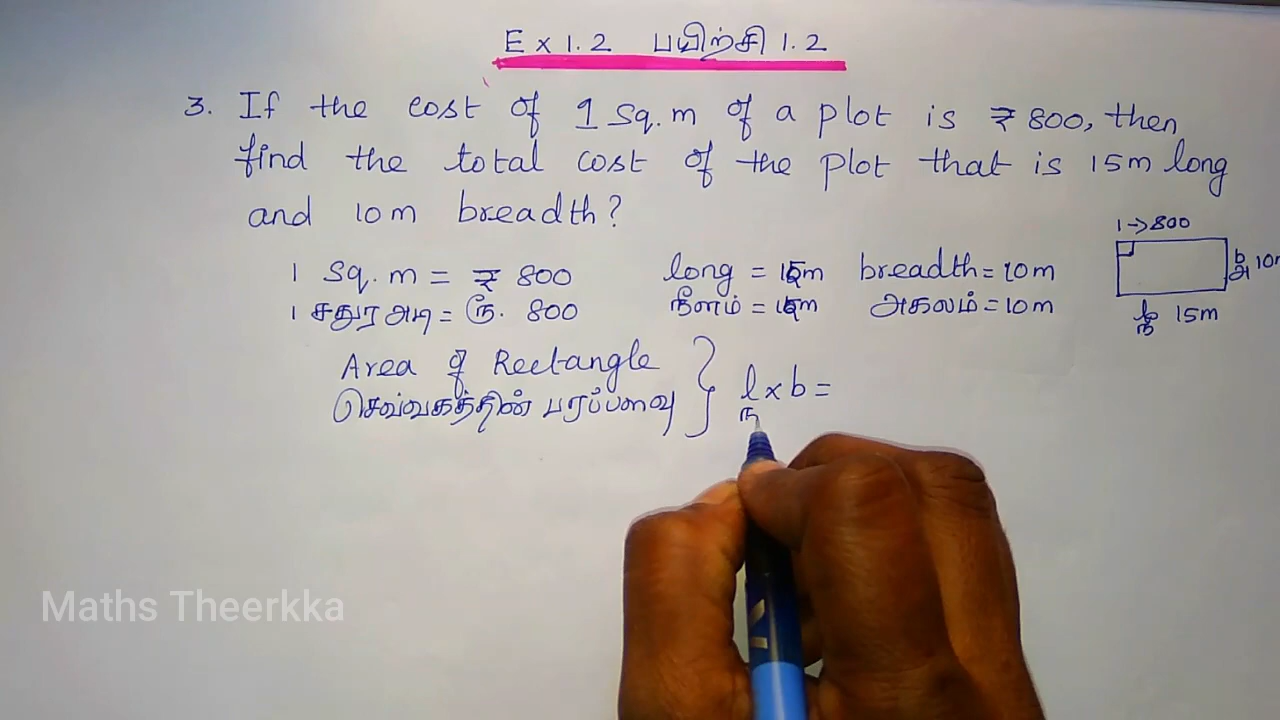 Ex 1.2 பயிற்சி 1.2
3. If the cost of 1 Sq.m of a plot is ₹ 800, then
find the total cost of the plot that is 15m long
and 10m breadth?
1 Sq.m = ₹ 800 long = 15m breadth = 10m
1 சதுர அடி = ரூ. 800 நீளம் = 15m அகலம் = 10m
1 → 800
b
அ 10m
l
நீ 15m
Area of Rectangle
செவ்வகத்தின் பரப்பளவு } l x b =
ந
Maths Theerkka